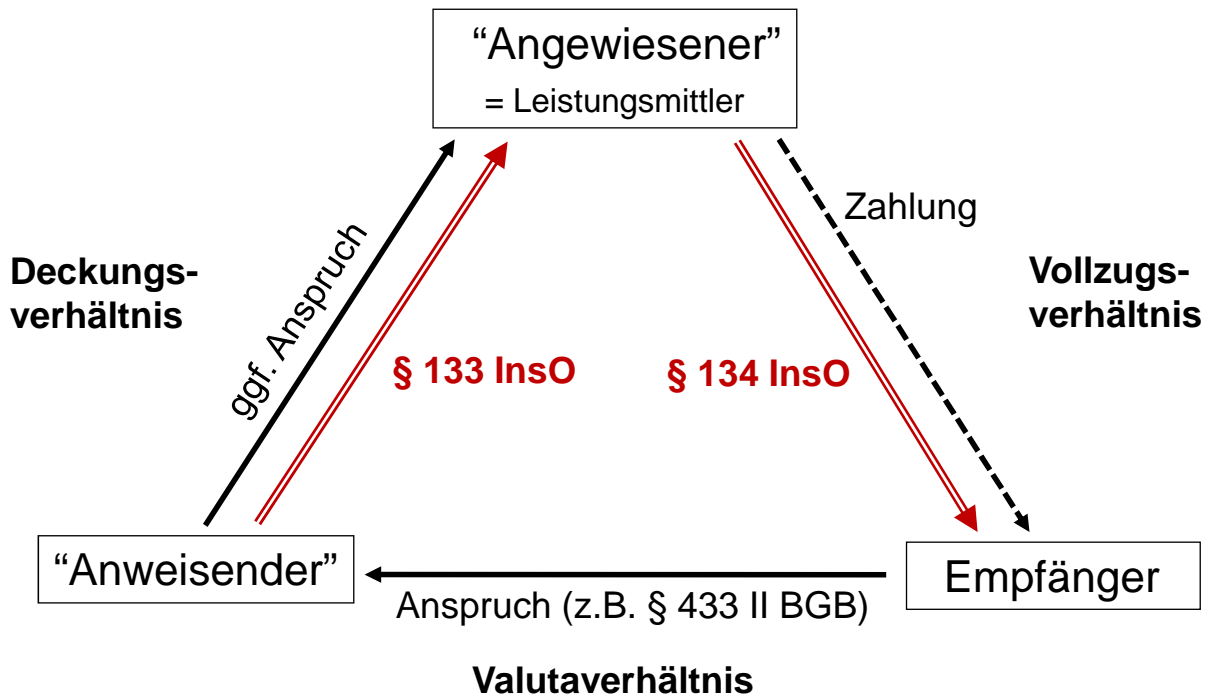 “Angewiesener”
= Leistungsmittler
Zahlung
Deckungs-
verhältnis
ggf. Anspruch
Vollzugs-
verhältnis
§ 133 InsO
§ 134 InsO
“Anweisender”
Empfänger
Anspruch (z.B. § 433 II BGB)
Valutaverhältnis